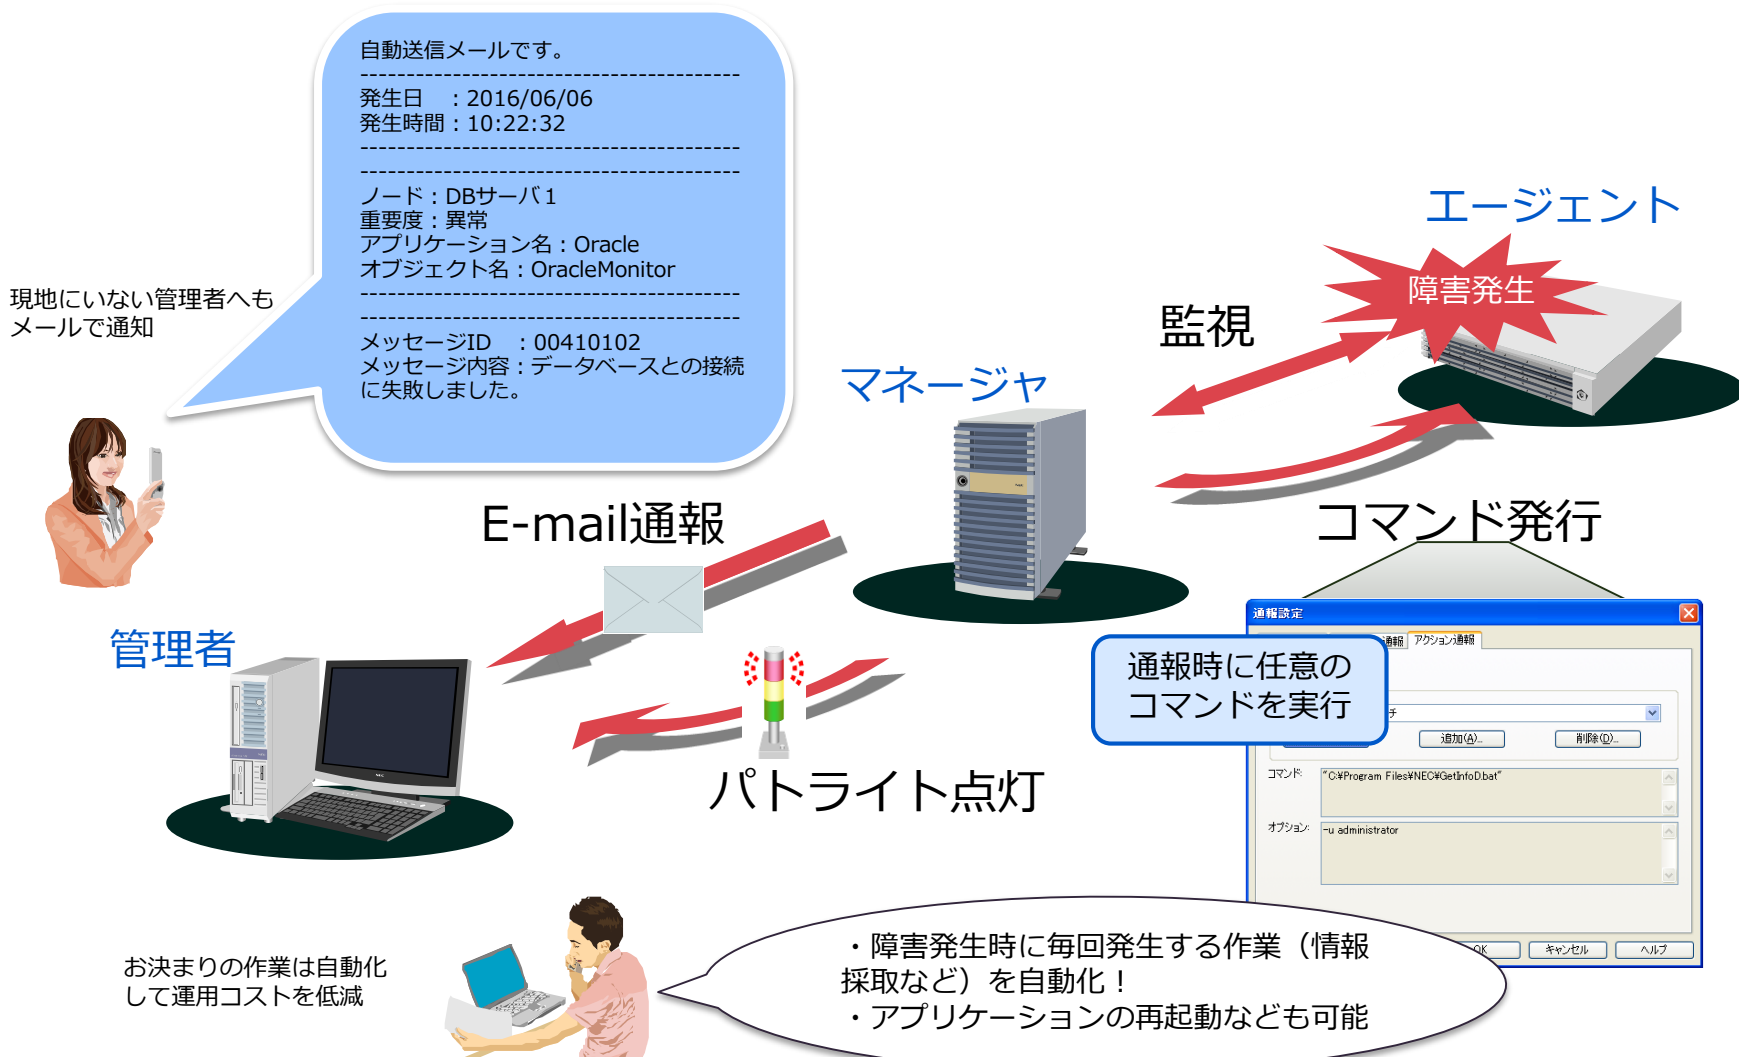 自動送信メールです。
-----------------------------------------
発生日　：2016/06/06
発生時間：10:22:32
-----------------------------------------
-----------------------------------------
ノード：DBサーバ１
重要度：異常
アプリケーション名：Oracle
オブジェクト名：OracleMonitor
-----------------------------------------
-----------------------------------------
メッセージID　：00410102
メッセージ内容：データベースとの接続
に失敗しました。
現地にいない管理者へも
メールで通知
エージェント
障害発生
監視
マネージャ
E-mail通報
コマンド発行
管理者
パトライト点灯
通報設定
通報 アクション通報
通報時に任意の
コマンドを実行
チ
追加(A)... 削除(D)...
コマンド: "C:¥Program Files¥NEC¥GetInfoD.bat"
オプション: -u administrator
OK キャンセル ヘルプ
お決まりの作業は自動化
して運用コストを低減
・障害発生時に毎回発生する作業（情報
採取など）を自動化！
・アプリケーションの再起動なども可能